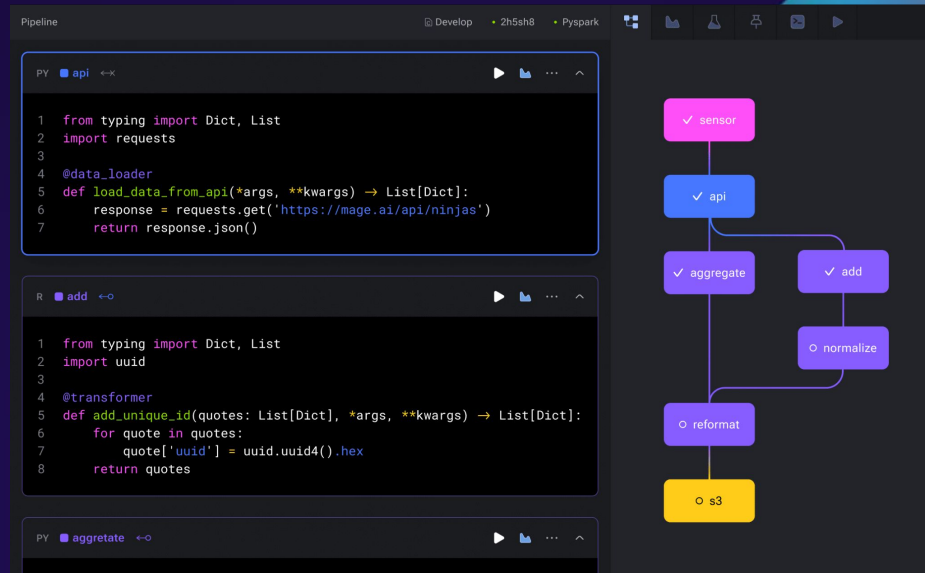 Pipeline
Develop
2h5sh8
Pyspark
PY api
1 from typing import Dict, List
2 import requests
3
4 @data_loader
5 def load_data_from_api(*args, **kwargs) → List[Dict]:
6 response = requests.get('https://mage.ai/api/ninjas')
7 return response.json()
R add
1 from typing import Dict, List
2 import uuid
3
4 @transformer
5 def add_unique_id(quotes: List[Dict], *args, **kwargs) → List[Dict]:
6 for quote in quotes:
7 quote['uuid'] = uuid.uuid4().hex
8 return quotes
PY aggretate
sensor
api
aggregate
add
normalize
reformat
s3